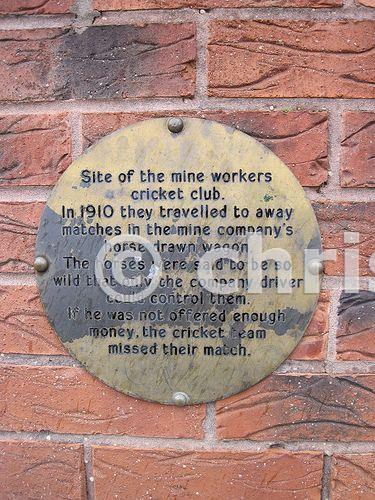 Site of the mine workers
cricket club.
In 1910 they travelled to away
matches in the mine company's
horse drawn wagon.
The horses were said to be so
wild that only the company driver
could control them.
If he was not offered enough
money, the cricket team
missed their match.
© chris